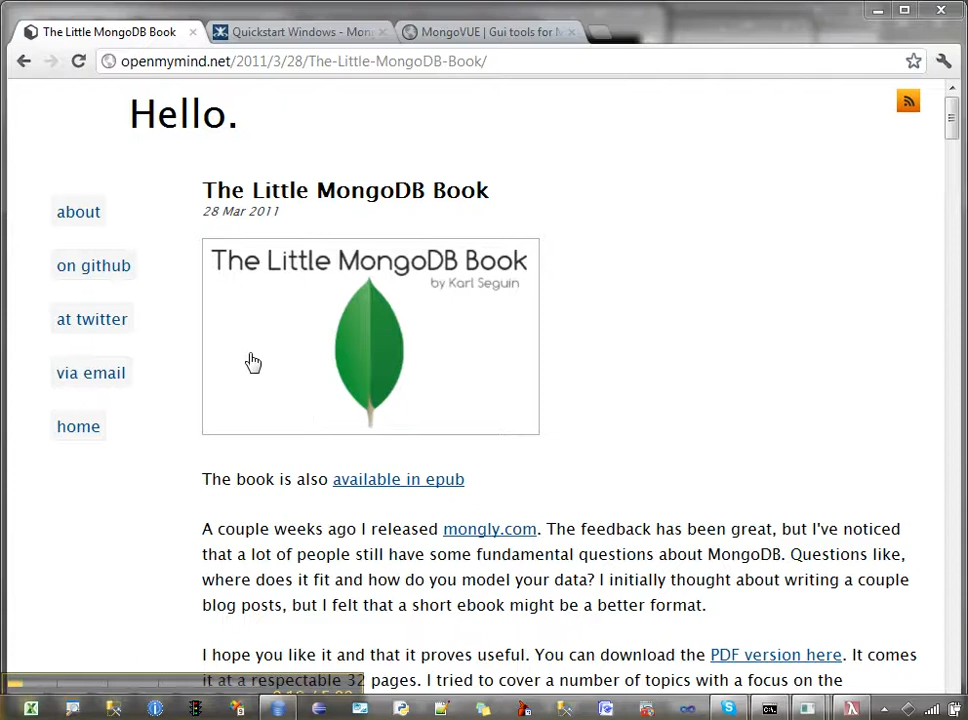 The Little MongoDB Book
Quickstart Windows - Mon
MongoVUE | Gui tools for M
openmymind.net/2011/3/28/The-Little-MongoDB-Book/
Hello.
about
on github
at twitter
via email
home
The Little MongoDB Book
28 Mar 2011
The Little MongoDB Book
by Karl Seguin
The book is also available in epub
A couple weeks ago I released mongly.com. The feedback has been great, but I've noticed
that a lot of people still have some fundamental questions about MongoDB. Questions like,
where does it fit and how do you model your data? I initially thought about writing a couple
blog posts, but I felt that a short ebook might be a better format.
I hope you like it and that it proves useful. You can download the PDF version here. It comes
it at a respectable 32 pages. I tried to cover a number of topics with a focus on the